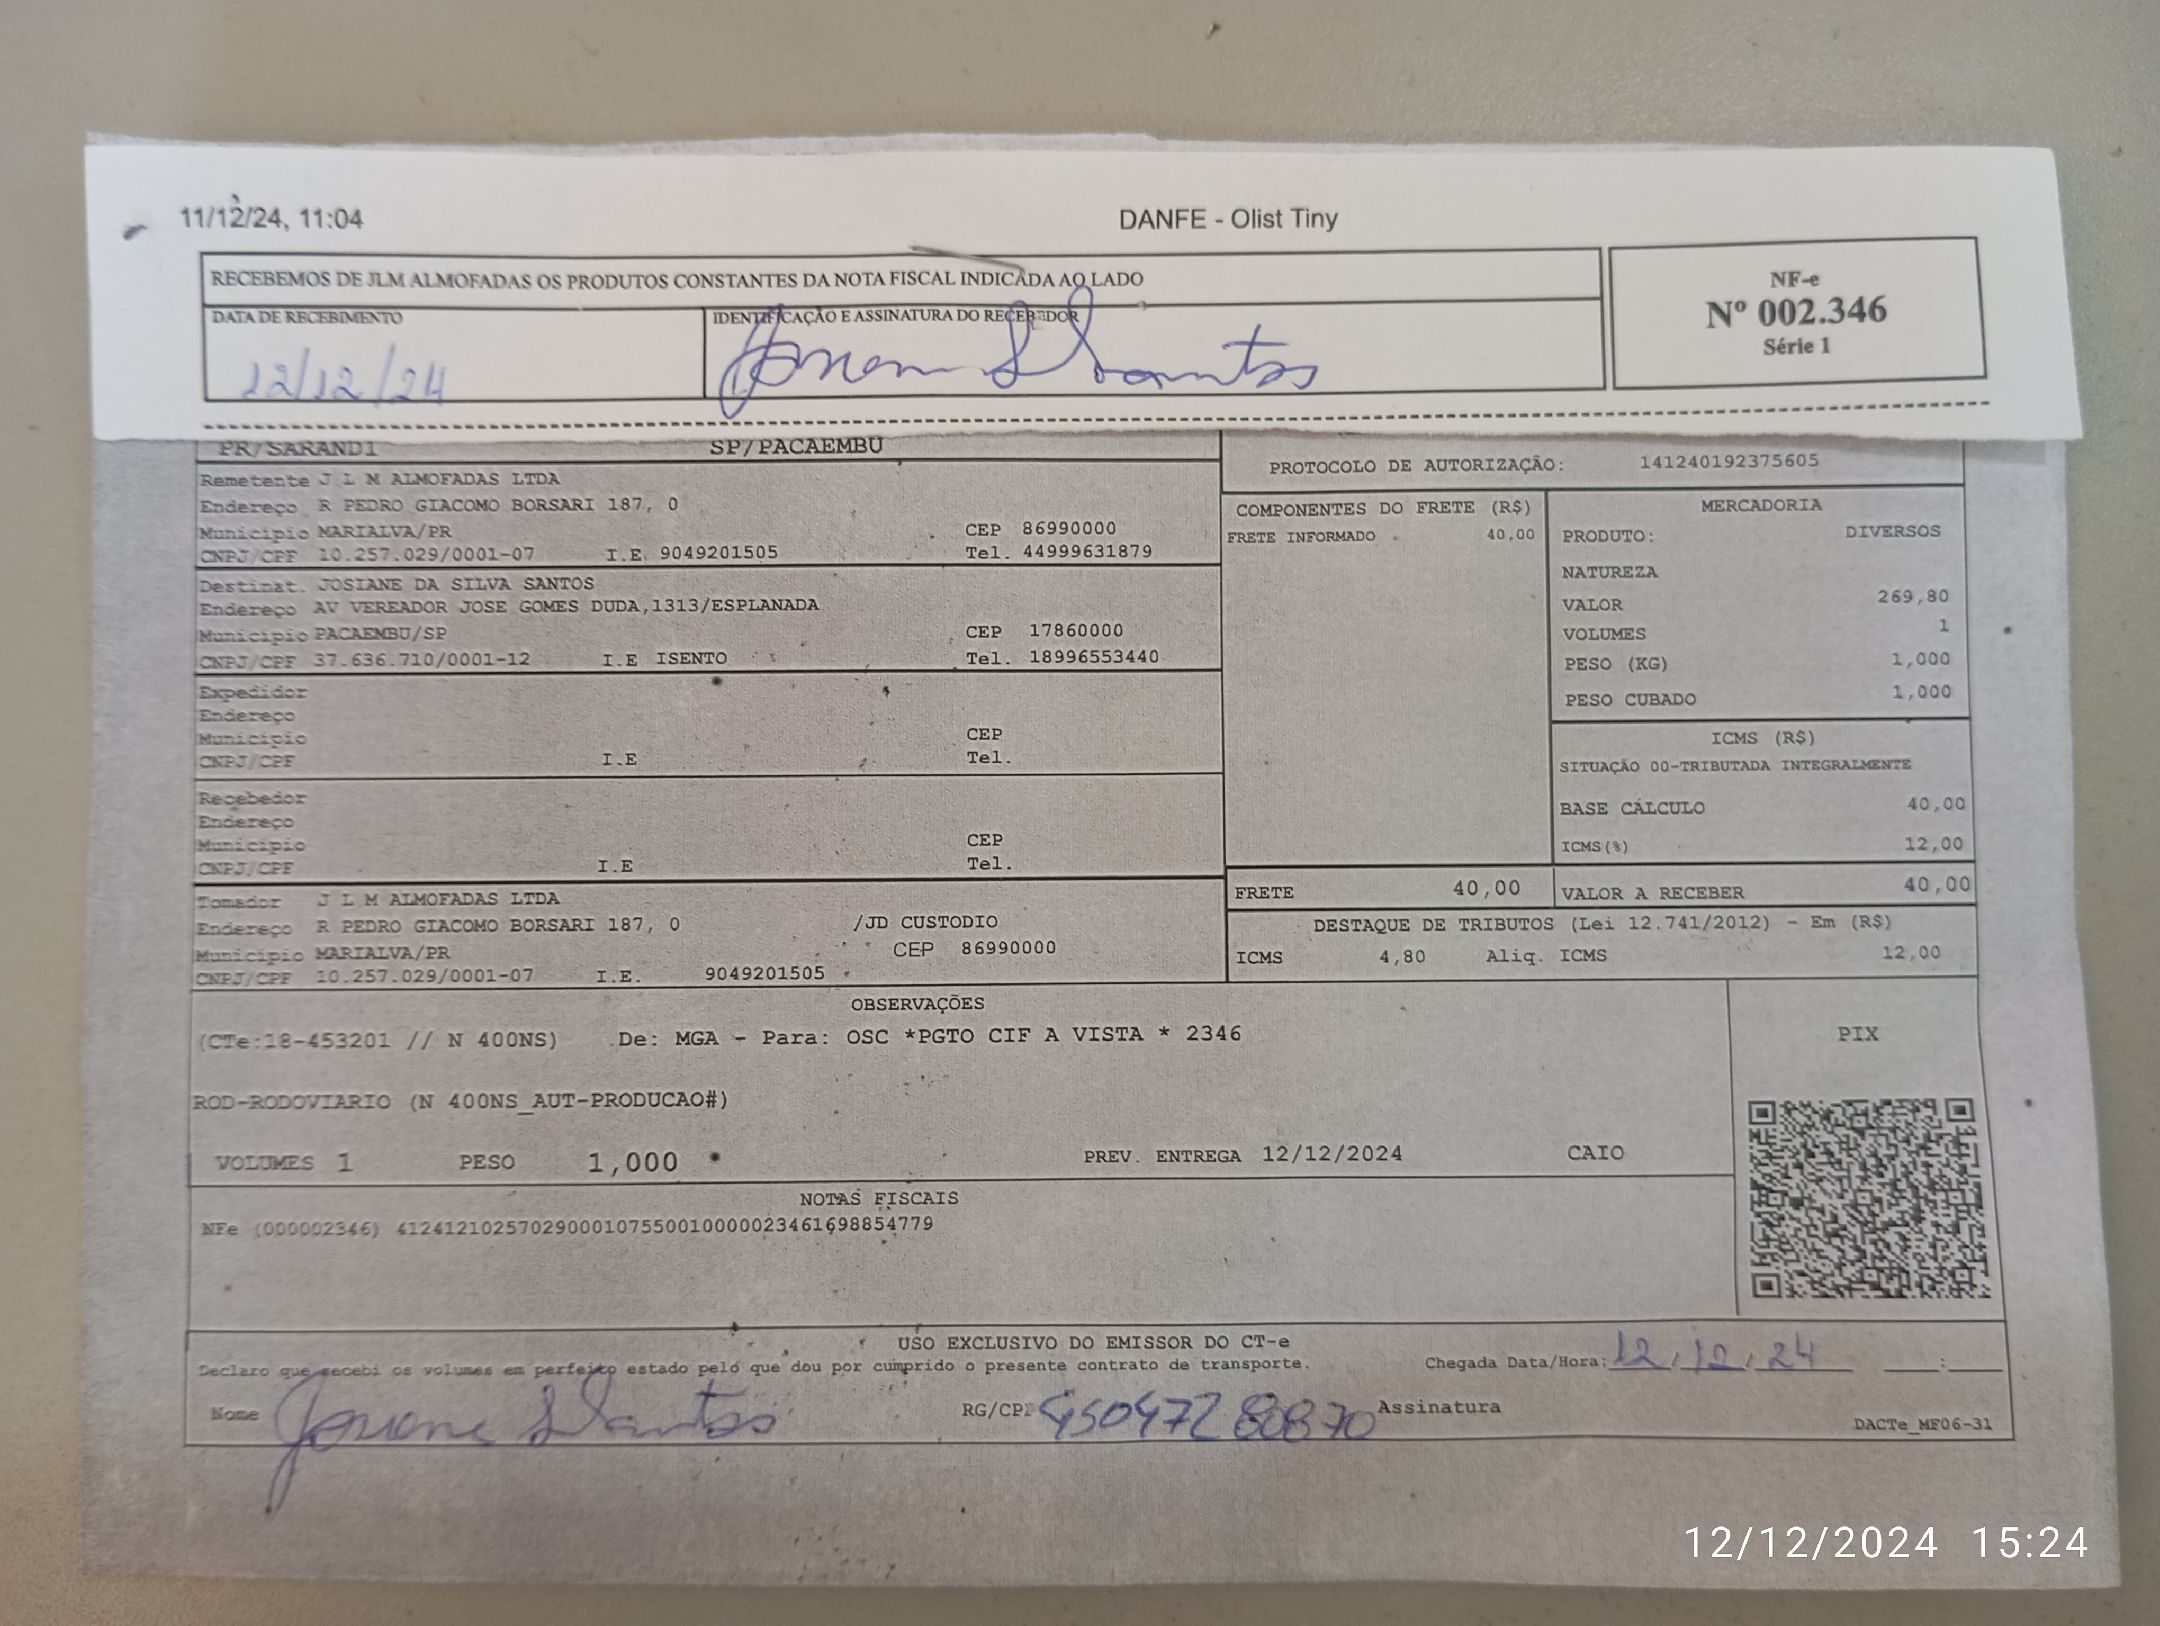 11/12/24, 11:04 DANFE - Olist Tiny
RECEBEMOS DE JLM ALMOFADAS OS PRODUTOS CONSTANTES DA NOTA FISCAL INDICADA AO LADO
NF-e
Nº 002.346
Série 1
DATA DE RECEBIMENTO IDENTIFICAÇÃO E ASSINATURA DO RECEBEDOR
12/12/24 Santos
PR/SARANDI SP/PACAEMBU
PROTOCOLO DE AUTORIZAÇÃO: 141240192375605
Remetente J L M ALMOFADAS LTDA
Endereço R PEDRO GIACOMO BORSARI 187, 0
Município MARIALVA/PR CEP 86990000
CNPJ/CPF 10.257.029/0001-07 I.E 9049201505 Tel. 44999631879
Destinat. JOSIANE DA SILVA SANTOS
Endereço AV VEREADOR JOSE GOMES DUDA,1313/ESPLANADA
Município PACAEMBU/SP CEP 17860000
CNPJ/CPF 37.636.710/0001-12 I.E ISENTO Tel. 18996553440
Expedidor
Endereço
Município CEP
CNPJ/CPF I.E Tel.
Recebedor
Endereço
Município CEP
CNPJ/CPF I.E Tel.
Tomador J L M ALMOFADAS LTDA
Endereço R PEDRO GIACOMO BORSARI 187, 0 /JD CUSTODIO
Município MARIALVA/PR CEP 86990000
CNPJ/CPF 10.257.029/0001-07 I.E. 9049201505
COMPONENTES DO FRETE (R$)
FRETE INFORMADO 40,00
MERCADORIA
PRODUTO: DIVERSOS
NATUREZA
VALOR 269,80
VOLUMES 1
PESO (KG) 1,000
PESO CUBADO 1,000
ICMS (R$)
SITUAÇÃO 00-TRIBUTADA INTEGRALMENTE
BASE CÁLCULO 40,00
ICMS(%) 12,00
FRETE 40,00 VALOR A RECEBER 40,00
DESTAQUE DE TRIBUTOS (Lei 12.741/2012) - Em (R$)
ICMS 4,80 Aliq. ICMS 12,00
OBSERVAÇÕES
(CTe:18-453201 // N 400NS) De: MGA - Para: OSC *PGTO CIF A VISTA * 2346
PIX
ROD-RODOVIARIO (N 400NS_AUT-PRODUCAO#)
VOLUMES 1 PESO 1,000 PREV. ENTREGA 12/12/2024 CAIO
NOTAS FISCAIS
NFe (000002346) 41241210257029000107550010000023461698854779
USO EXCLUSIVO DO EMISSOR DO CT-e
Declaro que recebi os volumes em perfeito estado pelo que dou por cumprido o presente contrato de transporte. Chegada Data/Hora: 12/12/24 :
Nome Josiane S Santos RG/CPF 45047280870 Assinatura
DACTe_MF06-31
12/12/2024 15:24